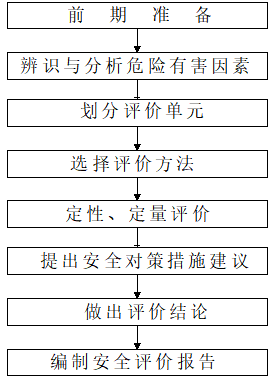 前期准备
辨识与分析危险有害因素
划分评价单元
选择评价方法
定性、定量评价
提出安全对策措施建议
做出评价结论
编制安全评价报告